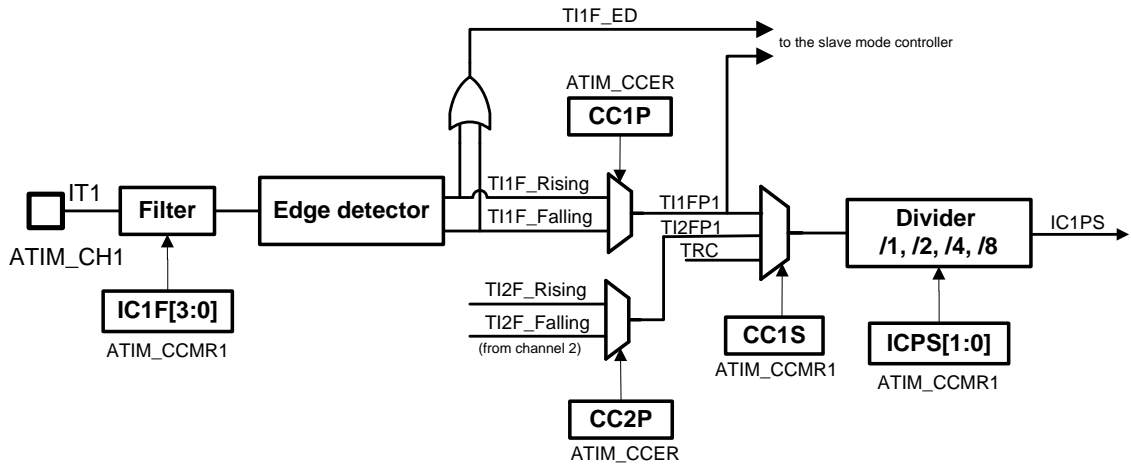 TI1F_ED
to the slave mode controller
ATIM_CCER
CC1P
IT1
Filter
Edge detector
TI1F_Rising
TI1F_Falling
TI1FP1
TI2FP1
TRC
Divider
/1, /2, /4, /8
IC1PS
ATIM_CH1
IC1F[3:0]
ATIM_CCMR1
TI2F_Rising
TI2F_Falling
(from channel 2)
CC1S
ATIM_CCMR1
ICPS[1:0]
ATIM_CCMR1
CC2P
ATIM_CCER